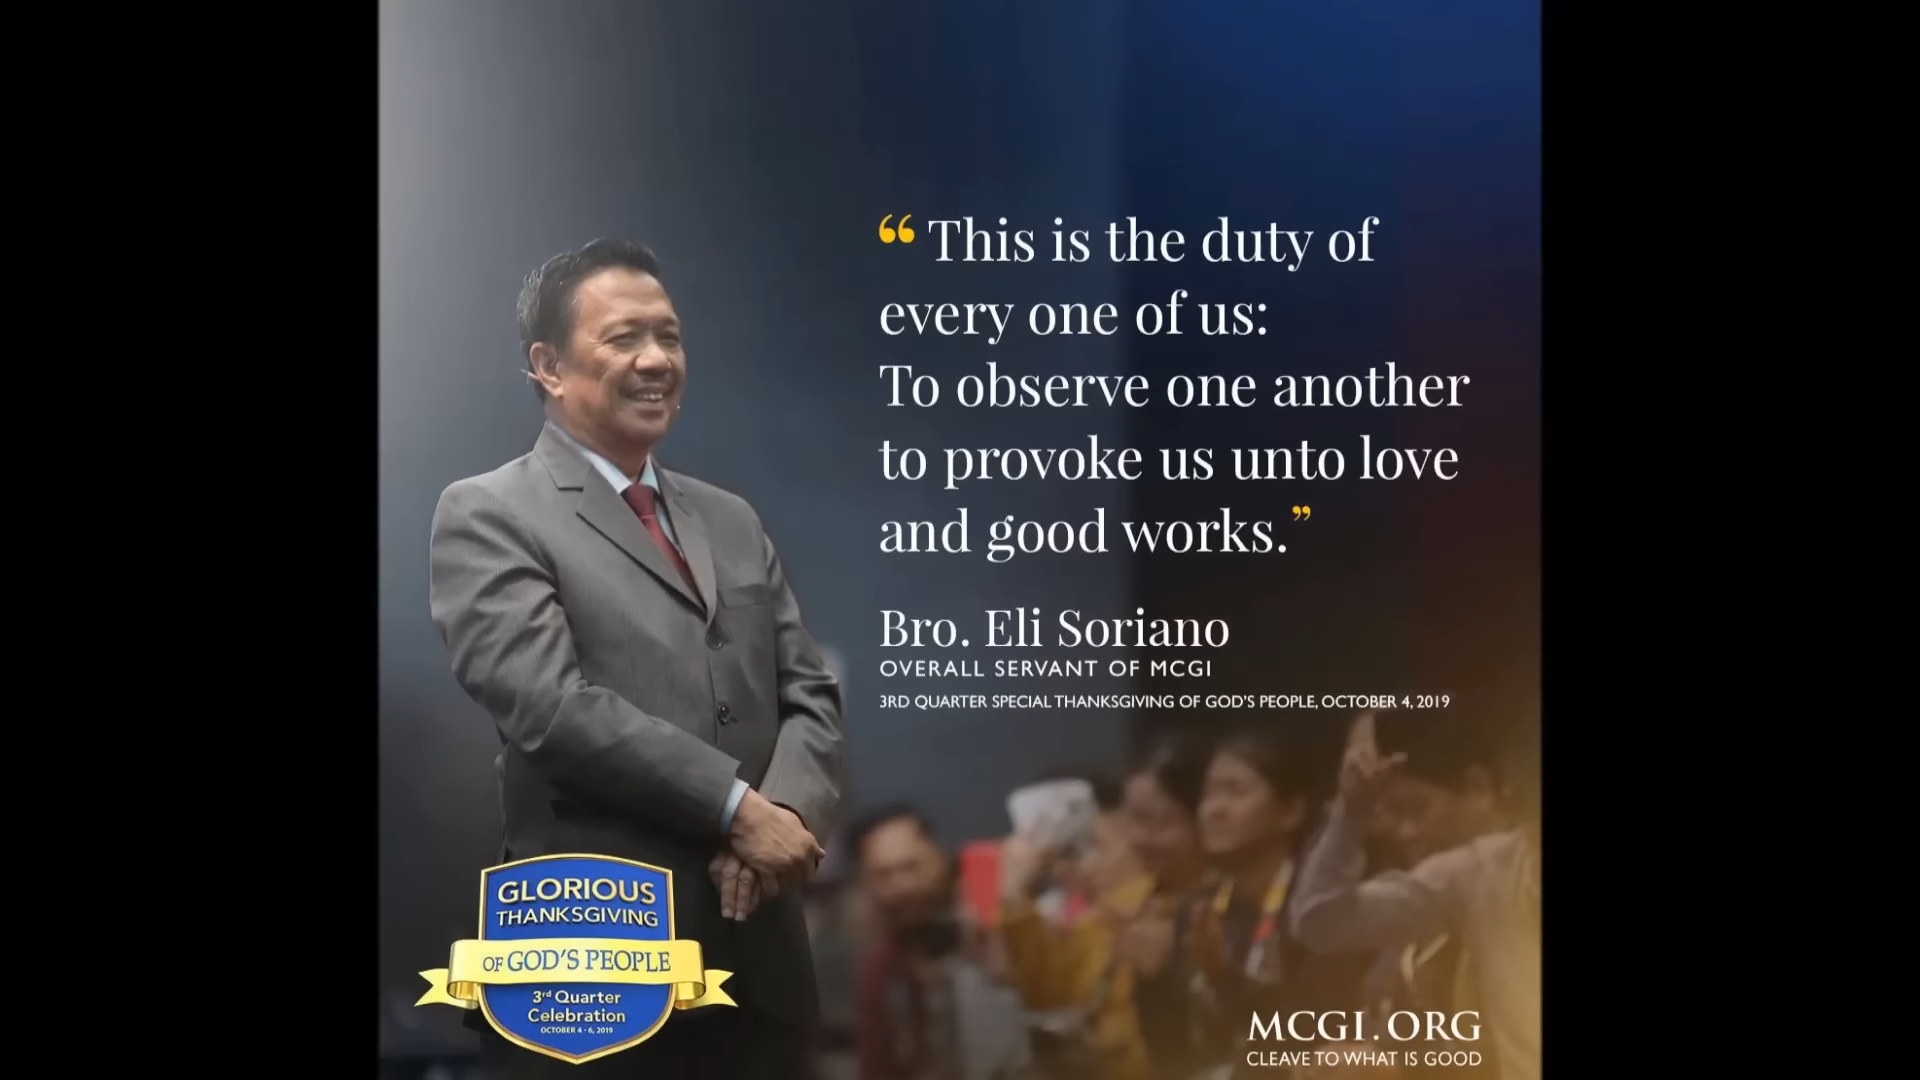 “ This is the duty of
every one of us:
To observe one another
to provoke us unto love
and good works.”
Bro. Eli Soriano
OVERALL SERVANT OF MCGI
3RD QUARTER SPECIAL THANKSGIVING OF GOD'S PEOPLE, OCTOBER 4, 2019
GLORIOUS
THANKSGIVING
OF GOD'S PEOPLE
3rd Quarter
Celebration
OCTOBER 4 - 6, 2019
MCGI.ORG
CLEAVE TO WHAT IS GOOD